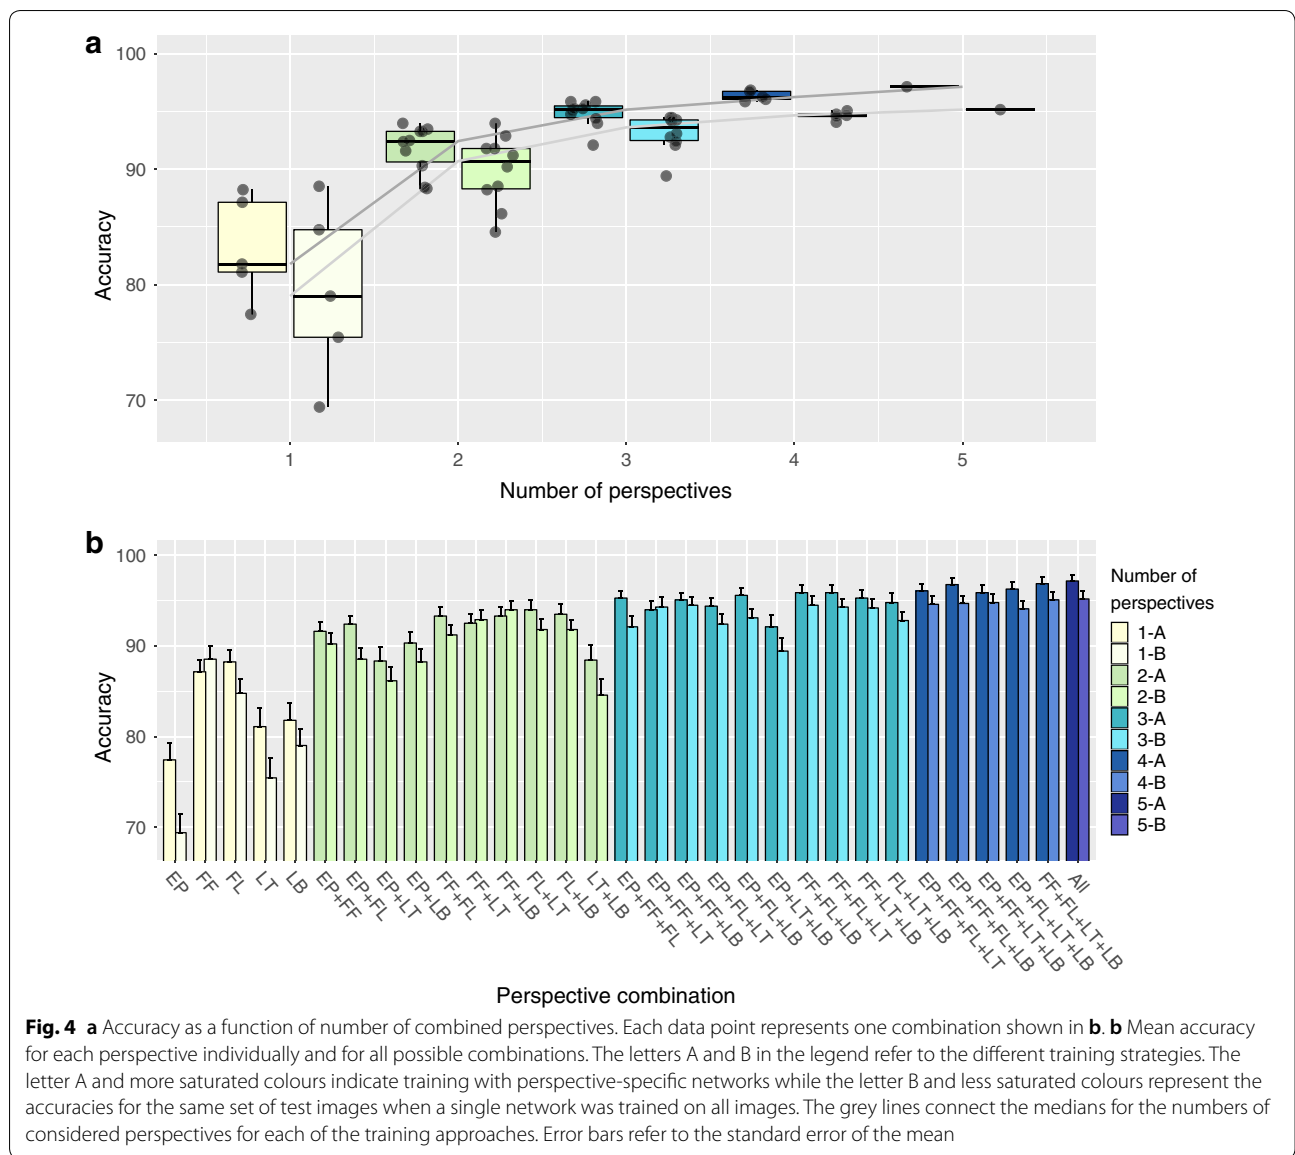 a
100
90
80
70
Accuracy
1 2 3 4 5
Number of perspectives
b
100
90
80
70
Accuracy
EP
FF
FL
LT
LB
EP+FF
EP+FL
EP+LT
EP+LB
FF+FL
FF+LT
FF+LB
FL+LT
FL+LB
LT+LB
EP+FF+FL
EP+FF+LT
EP+FF+LB
EP+FL+LT
EP+FL+LB
EP+LT+LB
FF+FL+LB
FF+FL+LT
FF+LT+LB
FL+LT+LB
EP+FF+FL+LT
EP+FF+FL+LB
EP+FF+LT+LB
EP+FL+LT+LB
FF+FL+LT+LB
All
Perspective combination
Number of
perspectives
1-A
1-B
2-A
2-B
3-A
3-B
4-A
4-B
5-A
5-B
Fig. 4 a Accuracy as a function of number of combined perspectives. Each data point represents one combination shown in b. b Mean accuracy
for each perspective individually and for all possible combinations. The letters A and B in the legend refer to the different training strategies. The
letter A and more saturated colours indicate training with perspective-specific networks while the letter B and less saturated colours represent the
accuracies for the same set of test images when a single network was trained on all images. The grey lines connect the medians for the numbers of
considered perspectives for each of the training approaches. Error bars refer to the standard error of the mean